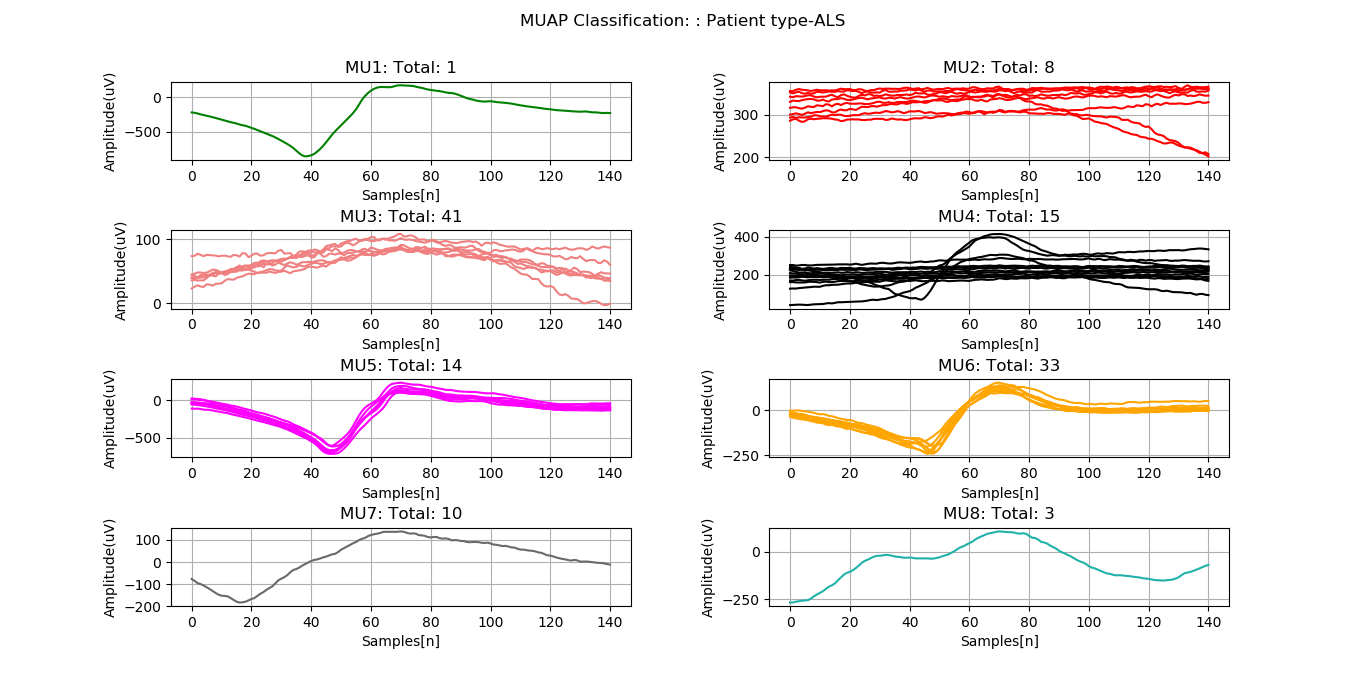 MUAP Classification: : Patient type-ALS
MU1: Total: 1
Amplitude(uV)
0
−500
0 20 40 60 80 100 120 140
Samples[n]
MU2: Total: 8
Amplitude(uV)
300
200
0 20 40 60 80 100 120 140
Samples[n]
MU3: Total: 41
Amplitude(uV)
100
0
0 20 40 60 80 100 120 140
Samples[n]
MU4: Total: 15
Amplitude(uV)
400
200
0 20 40 60 80 100 120 140
Samples[n]
MU5: Total: 14
Amplitude(uV)
0
−500
0 20 40 60 80 100 120 140
Samples[n]
MU6: Total: 33
Amplitude(uV)
0
−250
0 20 40 60 80 100 120 140
Samples[n]
MU7: Total: 10
Amplitude(uV)
100
0
−100
−200
0 20 40 60 80 100 120 140
Samples[n]
MU8: Total: 3
Amplitude(uV)
0
−250
0 20 40 60 80 100 120 140
Samples[n]